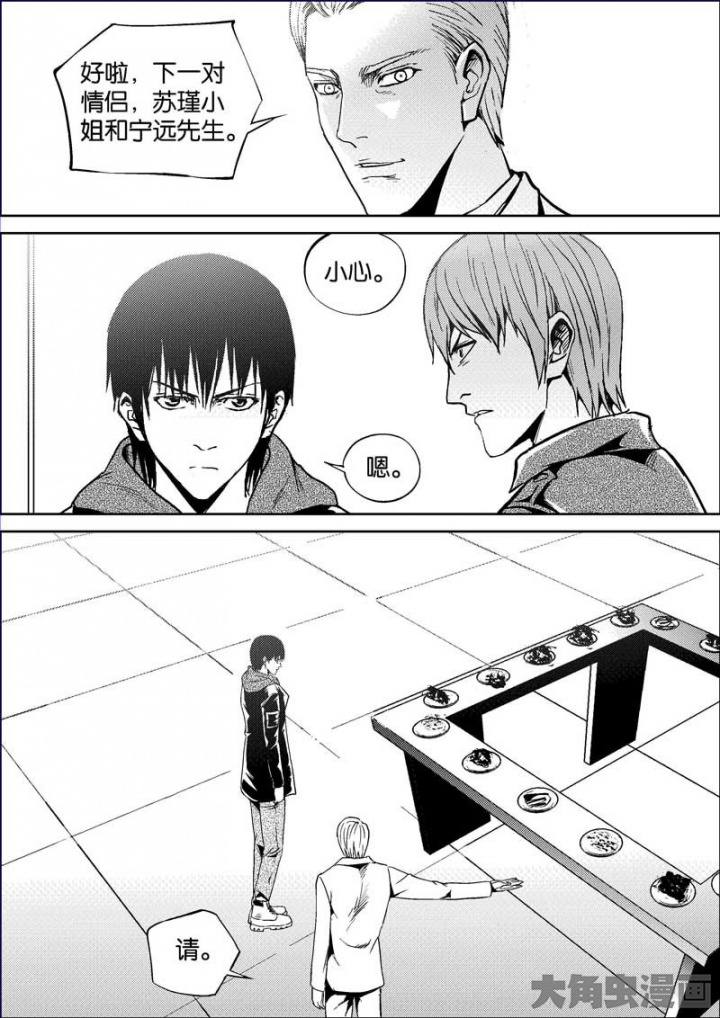 好啦，下一对
情侣，苏瑾小
姐和宁远先生。
小心。
嗯。
请。
大角虫漫画